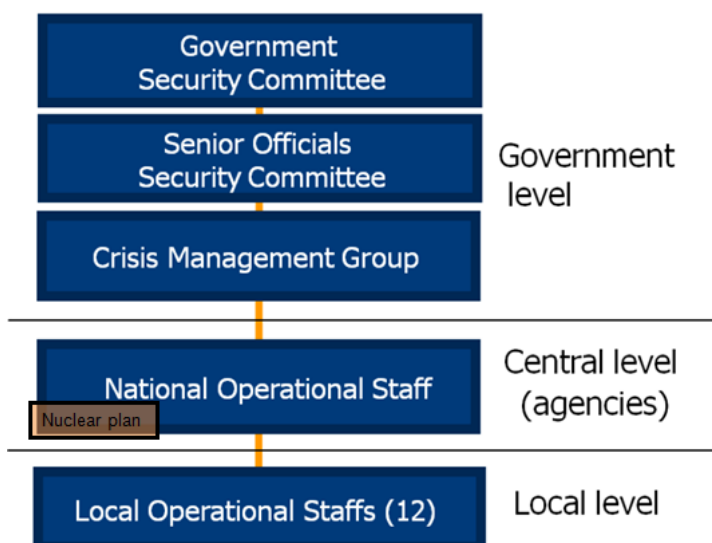 Government
Security Committee
Senior Officials
Security Committee
Government
level
Crisis Management Group
National Operational Staff
Central level
(agencies)
Nuclear plan
Local Operational Staffs (12)
Local level